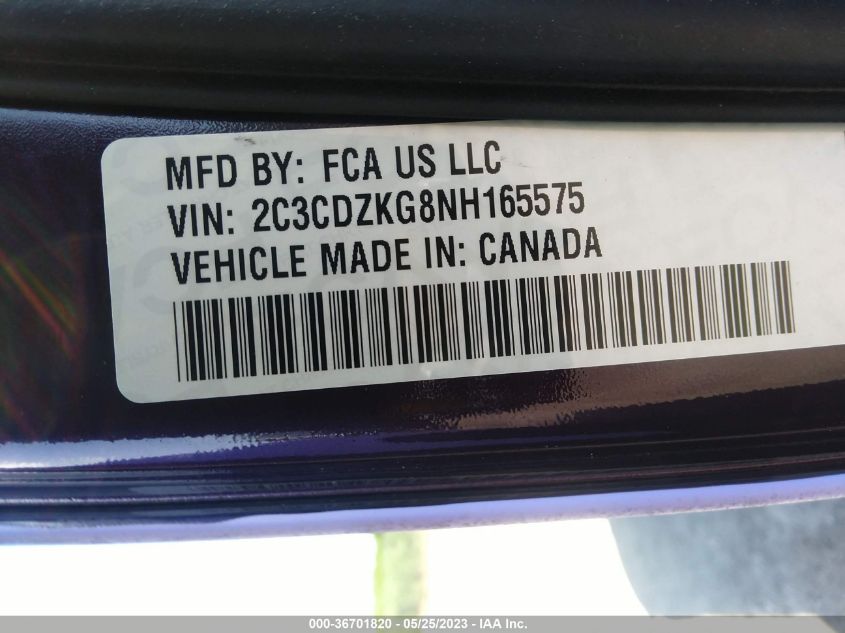 MFD BY: FCA US LLC
VIN: 2C3CDZKG8NH165575
VEHICLE MADE IN: CANADA
000-36701820 - 05/25/2023 - IAA Inc.